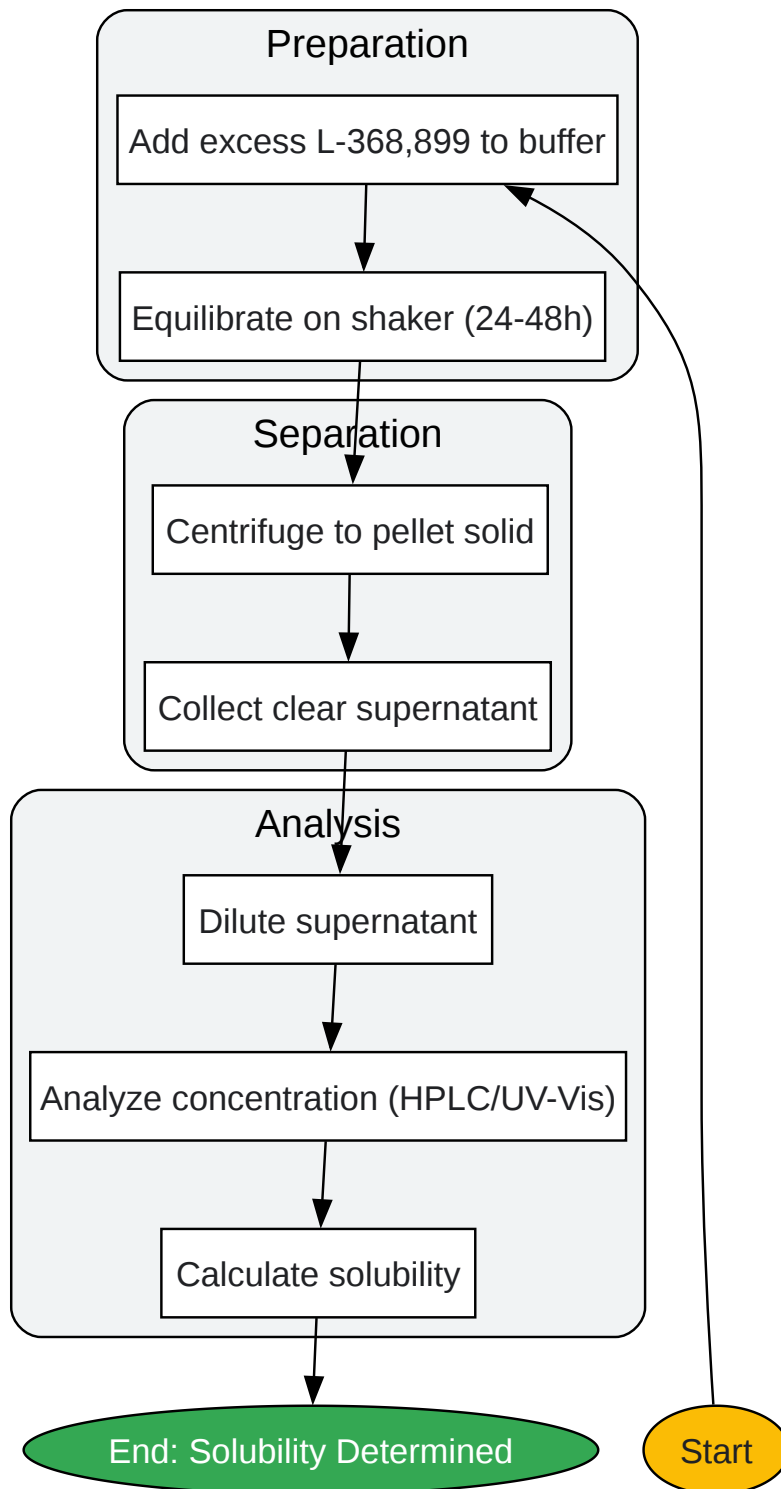 Preparation
Add excess L-368,899 to buffer
Equilibrate on shaker (24-48h)
Separation
Centrifuge to pellet solid
Collect clear supernatant
Analysis
Dilute supernatant
Analyze concentration (HPLC/UV-Vis)
Calculate solubility
End: Solubility Determined
Start